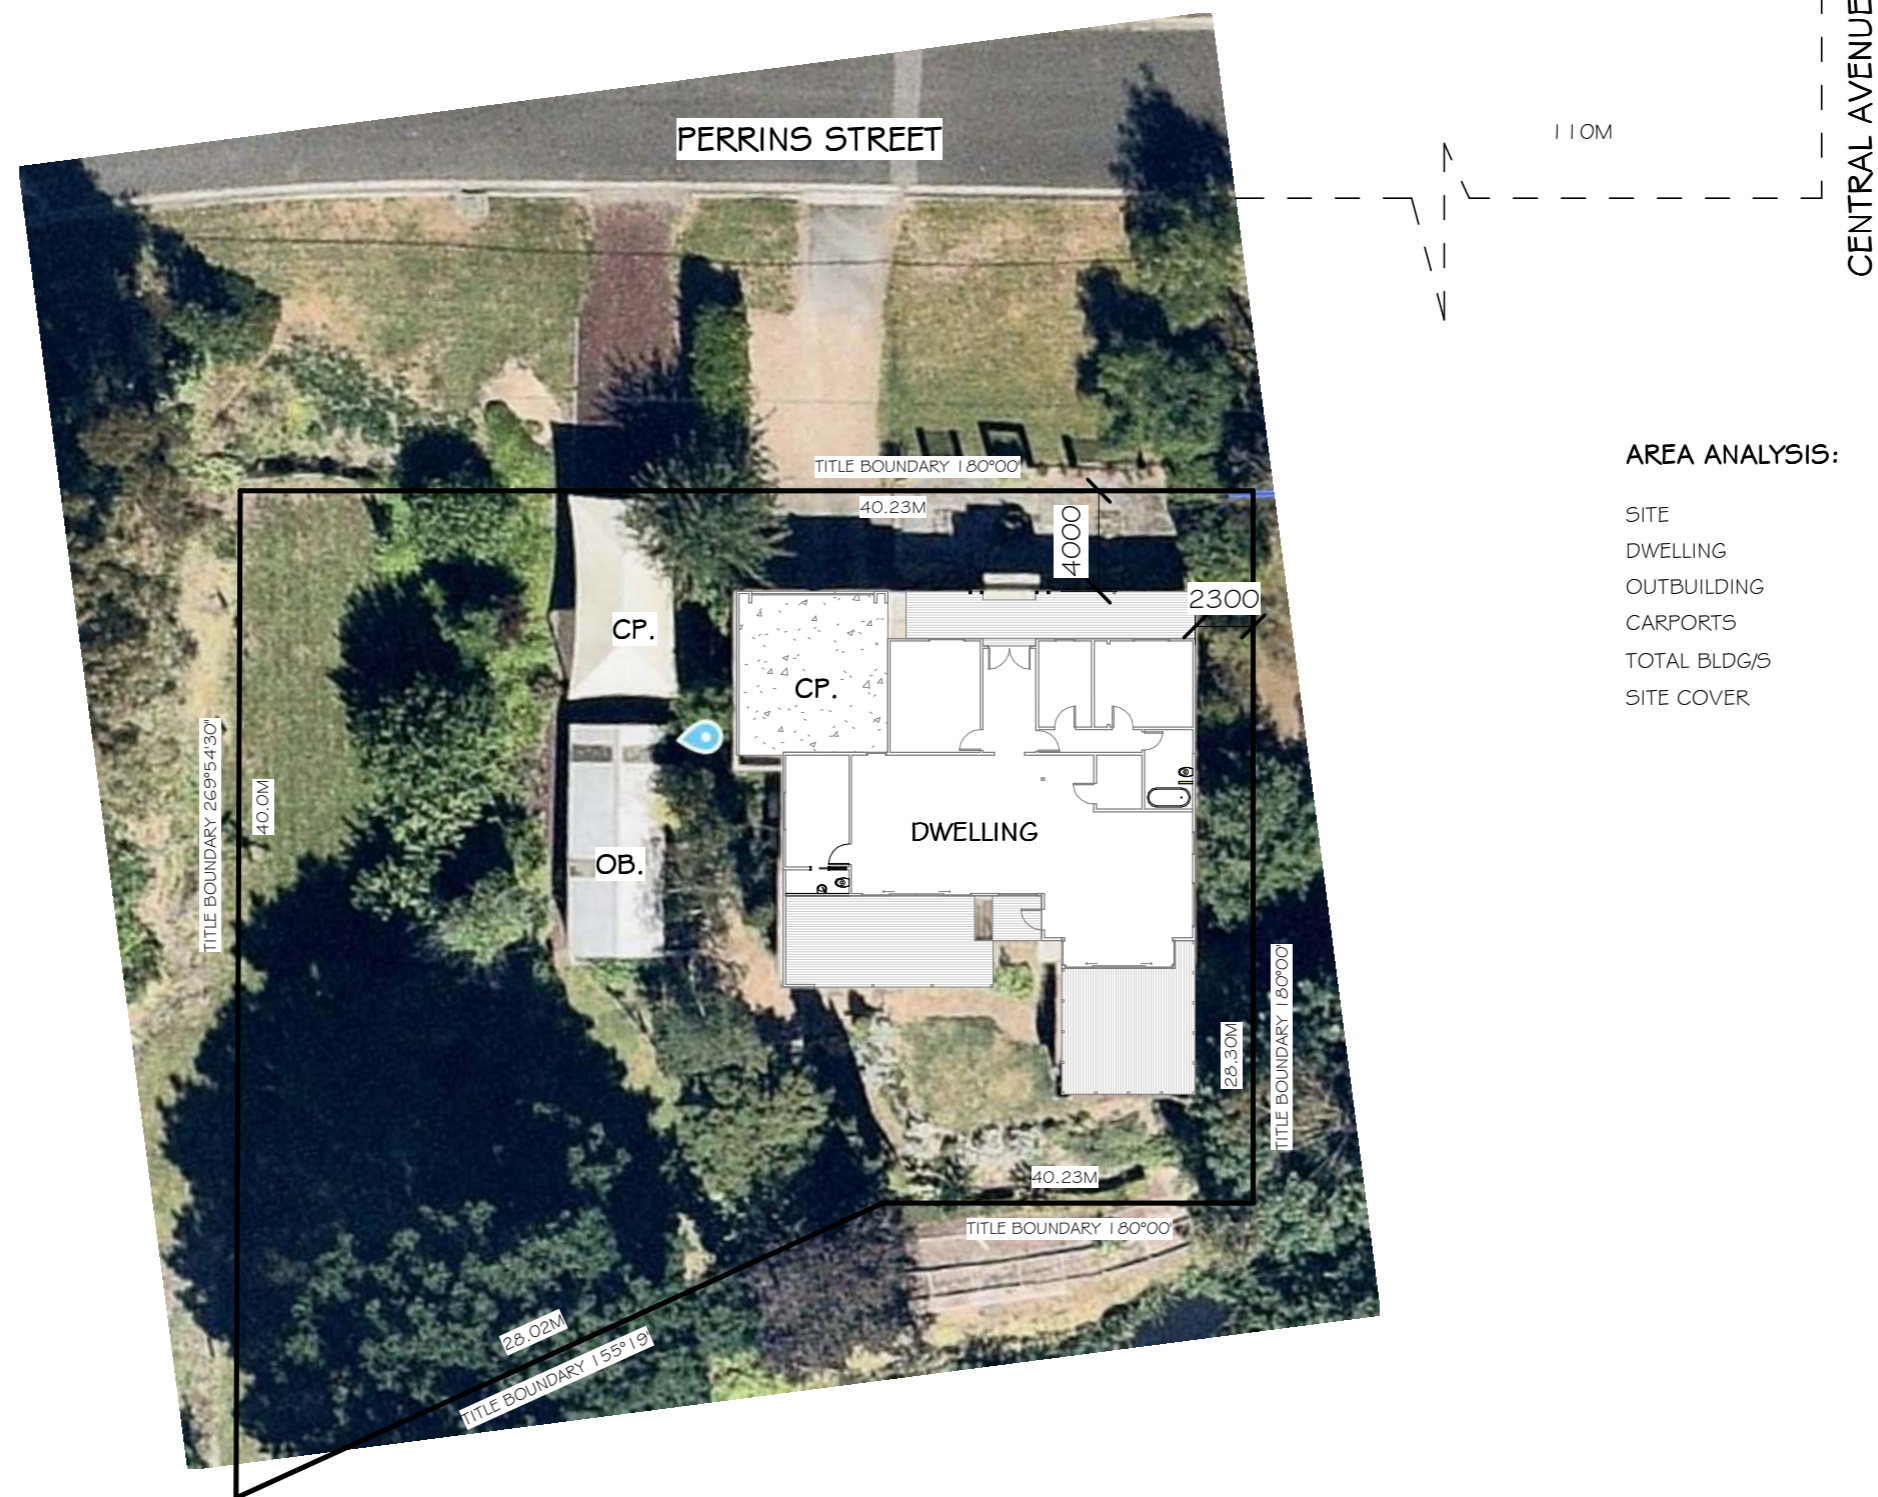 CENTRAL AVENUE
PERRINS STREET
110M
AREA ANALYSIS:
SITE
DWELLING
OUTBUILDING
CARPORTS
TOTAL BLDG/S
SITE COVER
TITLE BOUNDARY 180°00'
40.23M
4000
2300
CP.
CP.
TITLE BOUNDARY 269°54'30"
40.0M
DWELLING
OB.
28.30M
TITLE BOUNDARY 180°00'
40.23M
TITLE BOUNDARY 180°00'
28.02M
TITLE BOUNDARY 155°19'